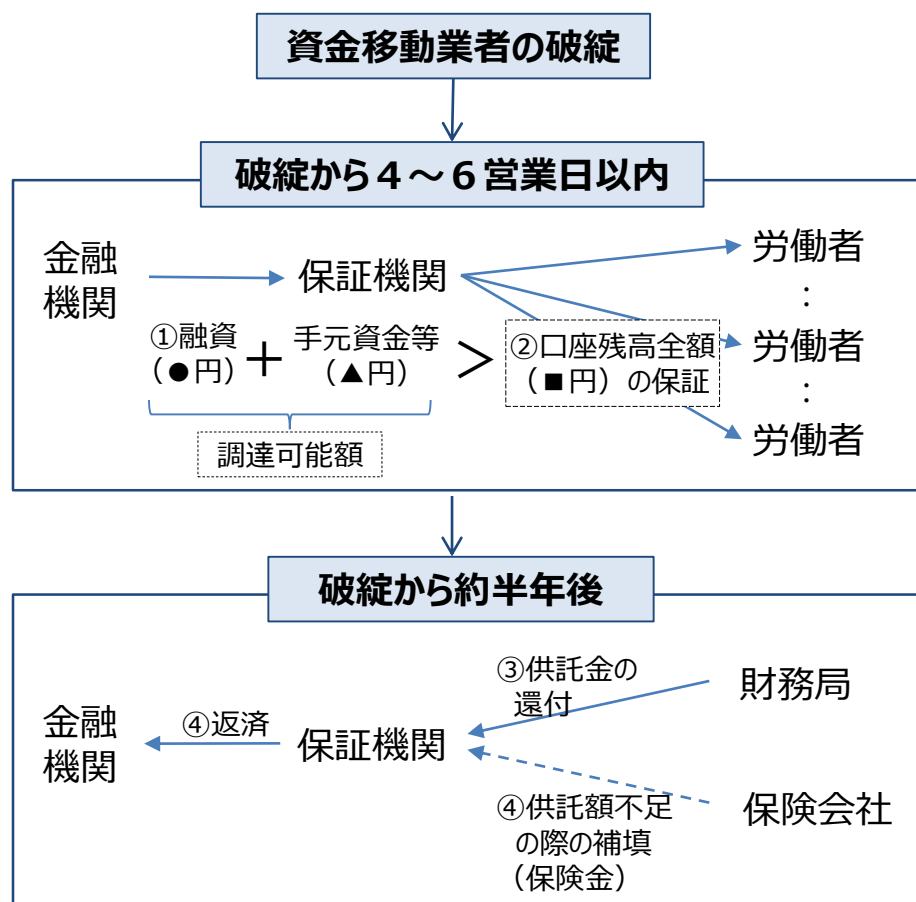 資金移動業者の破綻
破綻から４～６営業日以内
金融
機関
保証機関
労働者
：
労働者
：
労働者
①融資
（●円）
＋
手元資金等
（▲円）
＞
②口座残高全額
（■円）の保証
調達可能額
破綻から約半年後
金融
機関
④返済
保証機関
③供託金の
還付
財務局
④供託額不足
の際の補填
（保険金）
保険会社